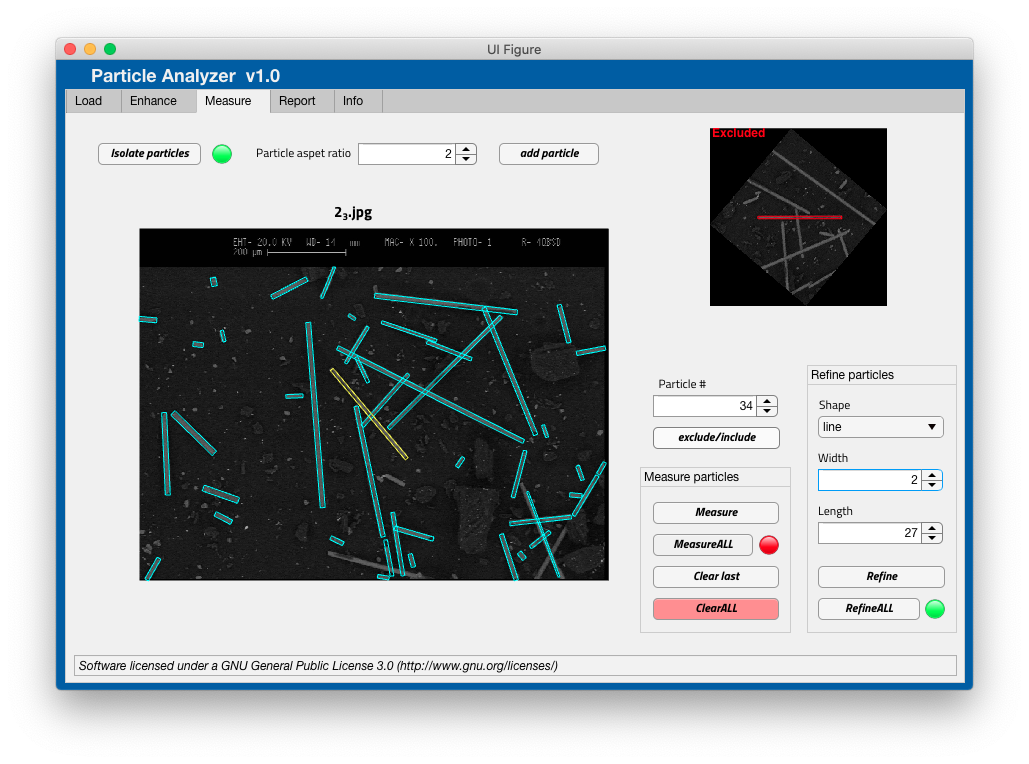 UI Figure
Particle Analyzer v1.0
Load Enhance Measure Report Info
Isolate particles Particle aspet ratio 2 add particle
Excluded
2₃.jpg
EHT- 20.0 KV WD- 14 mm MAG- X 100. PHOTO- 1
200 µm
Particle #
34
exclude/include
Measure particles
Measure
MeasureALL
Clear last
ClearALL
Refine particles
Shape
line
Width
2
Length
27
Refine
RefineALL
Software licensed under a GNU General Public License 3.0 (http://www.gnu.org/licenses/)